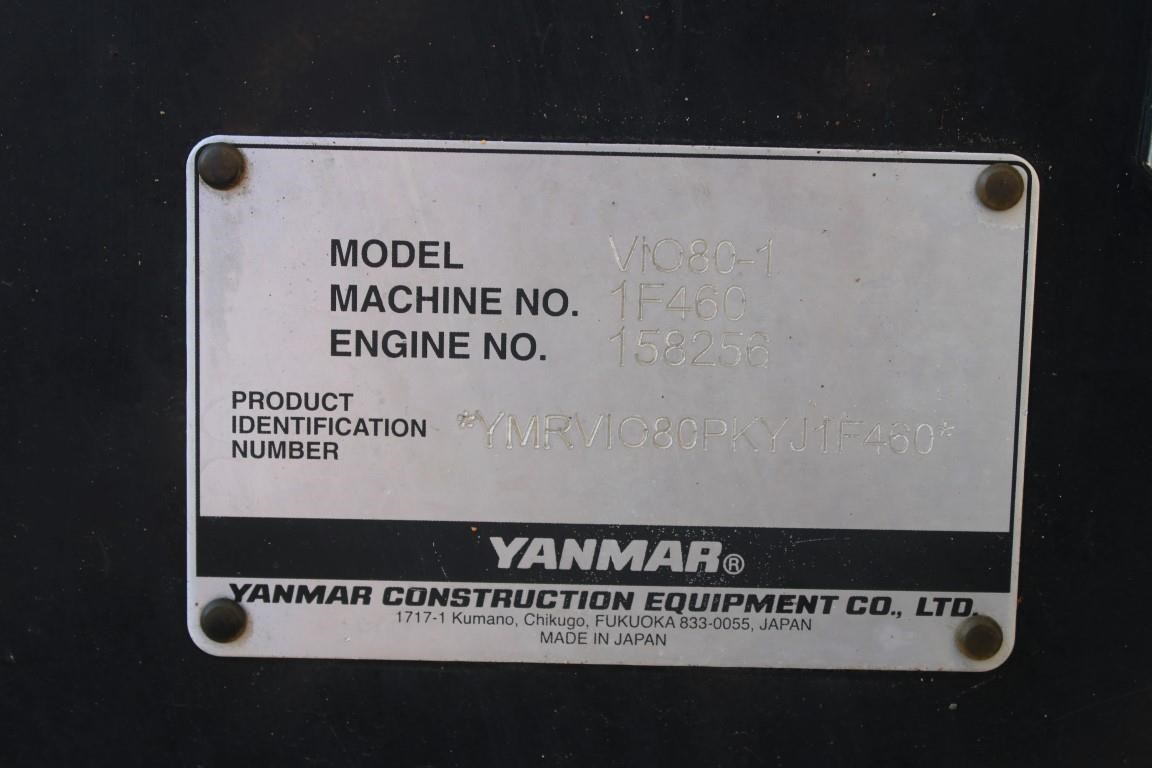 MODEL VIO80-1
MACHINE NO. 1F460
ENGINE NO. 158256
PRODUCT
IDENTIFICATION *YMRVIO80PKYJ1F460*
NUMBER
YANMAR®
YANMAR CONSTRUCTION EQUIPMENT CO., LTD.
1717-1 Kumano, Chikugo, FUKUOKA 833-0055, JAPAN
MADE IN JAPAN